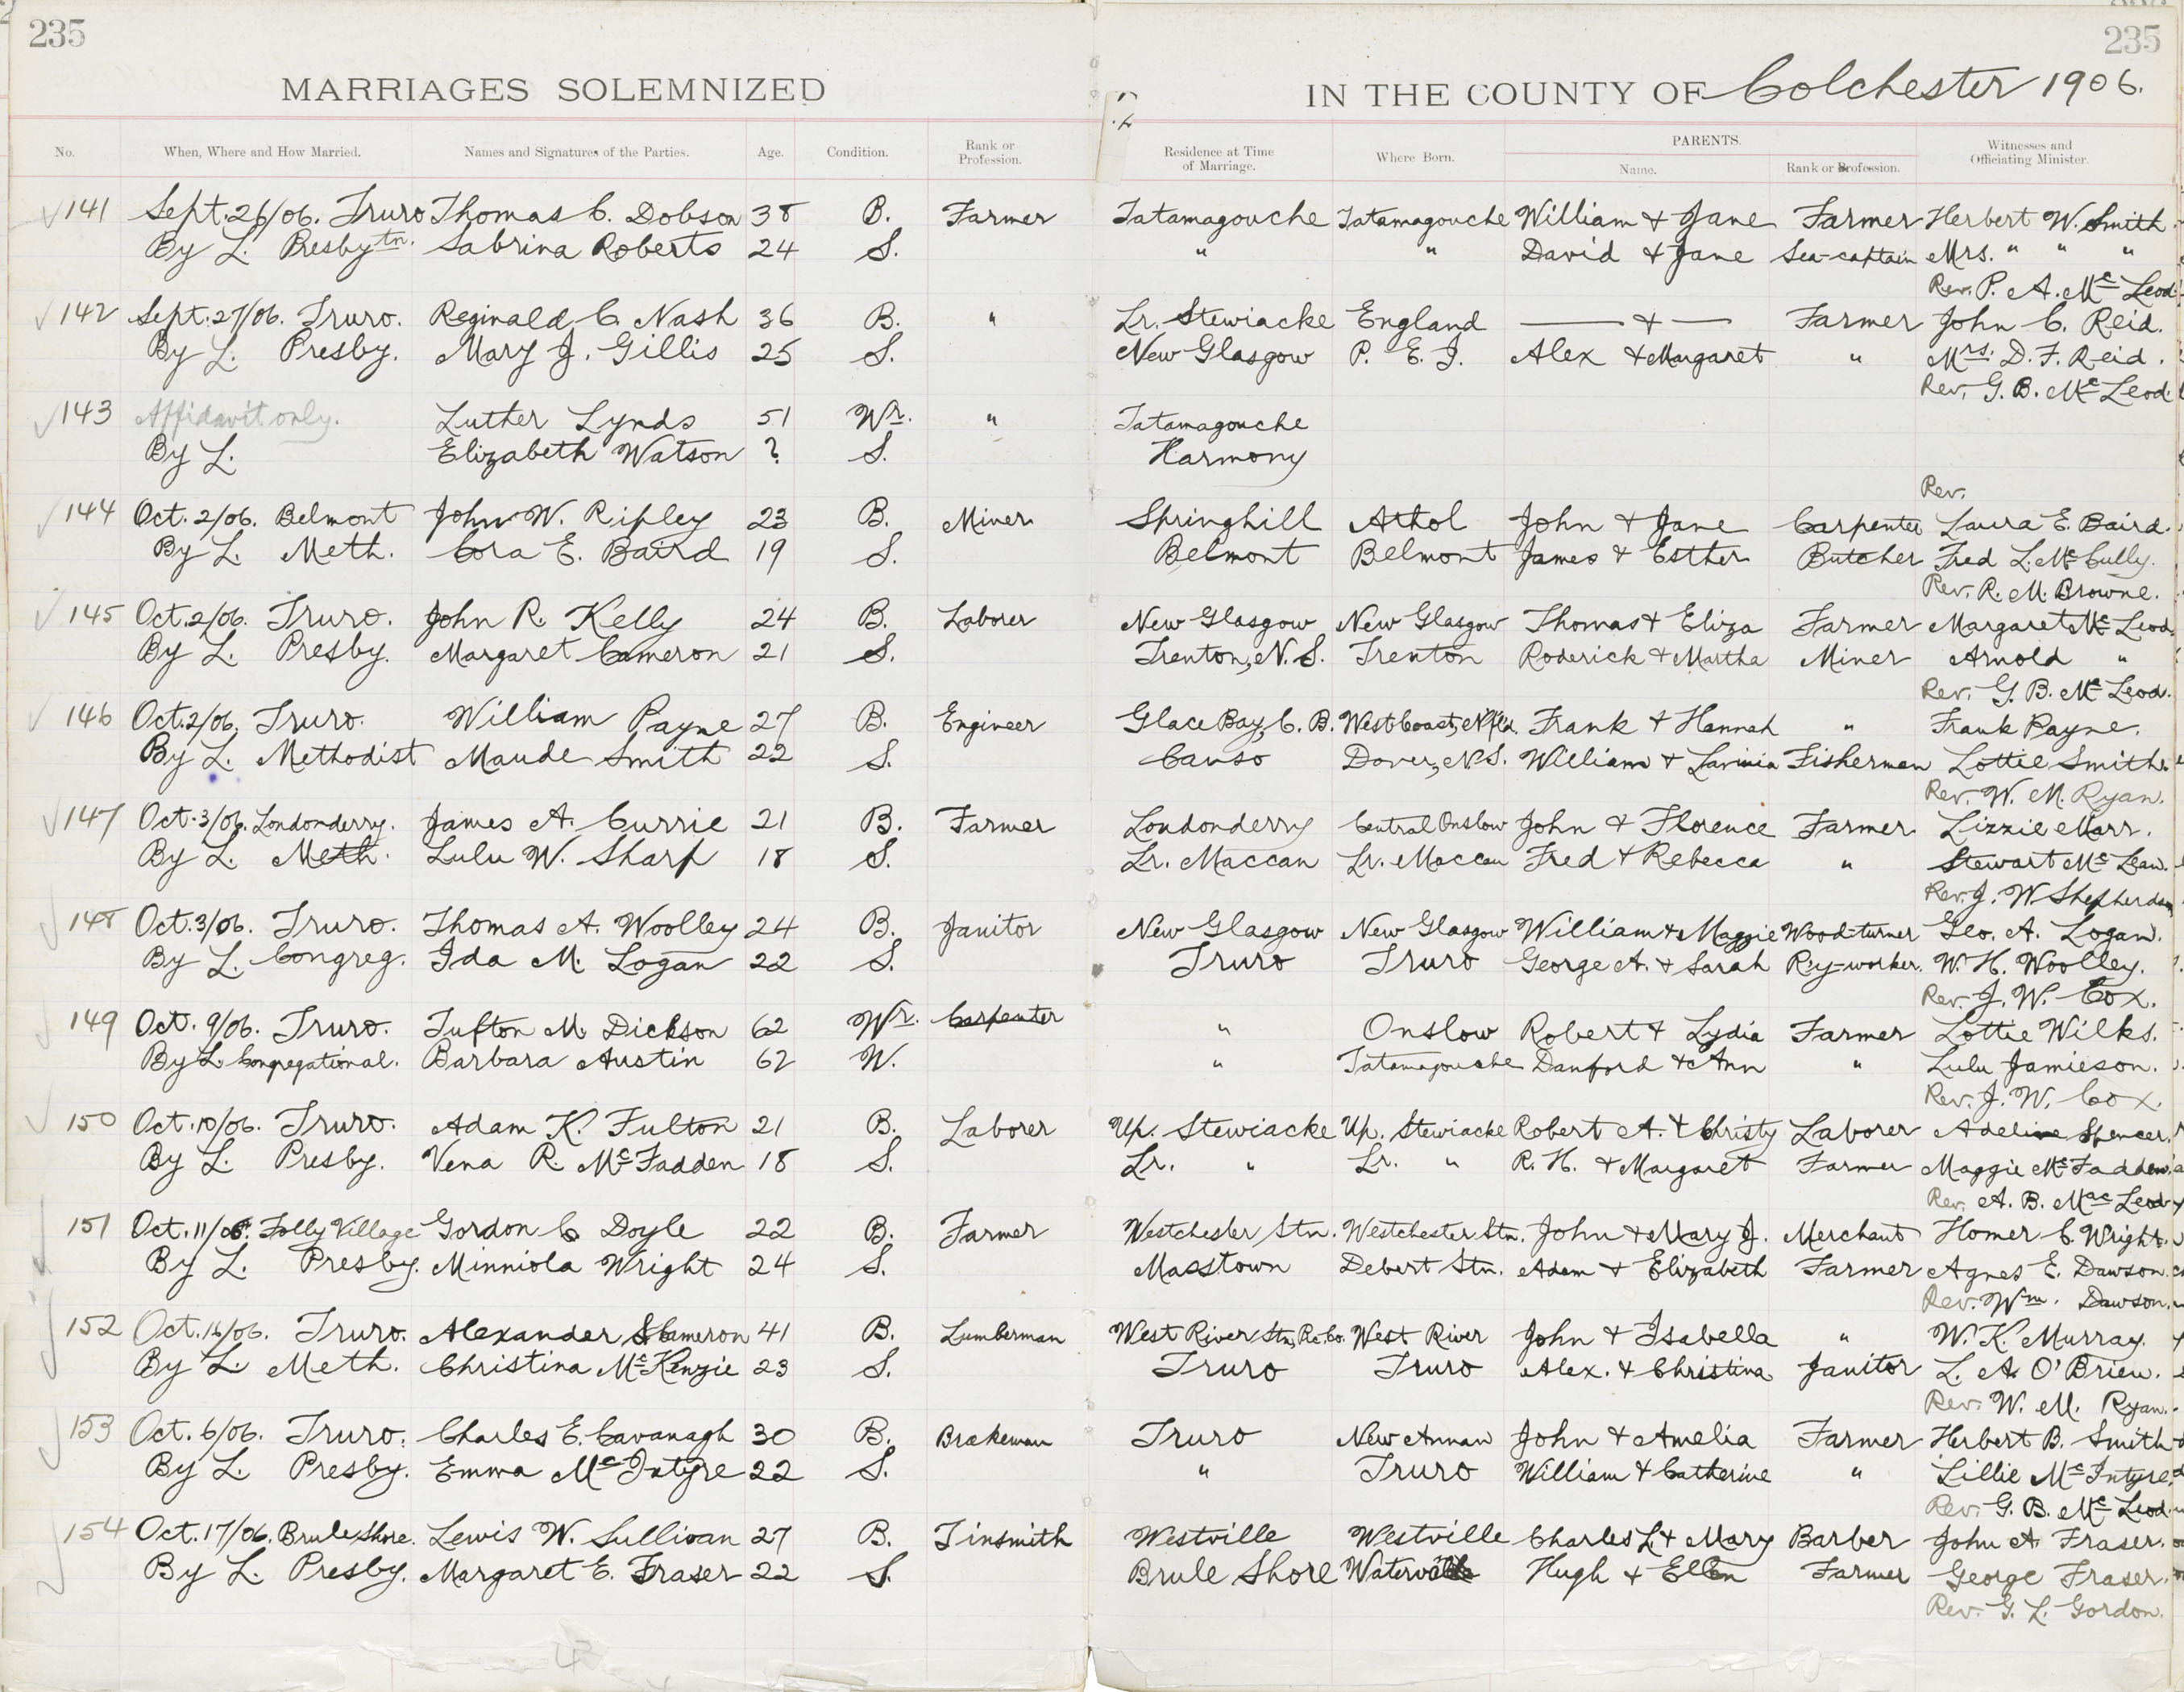 235
235
MARRIAGES SOLEMNIZED
IN THE COUNTY OF Colchester 1906.
No. When, Where and How Married. Names and Signatures of the Parties. Age. Condition. Rank or Profession. Residence at Time of Marriage. Where Born. PARENTS. Name. Rank or Profession. Witnesses and Officiating Minister.
141 Sept. 26/06. Truro Thomas C. Dobson 38 B. Farmer Tatamagouche Tatamagouche William & Jane Farmer Herbert W. Smith
By L. Presbytn. Sabrina Roberts 24 S. " " David & Jane Sea-captain Mrs. " " "
Rev. P. A. McLeod.
142 Sept. 27/06. Truro. Reginald C. Nash 36 B. " Lr. Stewiacke England — & — Farmer John C. Reid.
By L. Presby. Mary J. Gillis 25 S. New Glasgow P. E. I. Alex & Margaret " Mrs. D. F. Reid.
Rev. G. B. McLeod.
143 Affidavit only. Luther Lynds 51 Wr. " Tatamagouche
By L. Elizabeth Watson ? S. Harmony
Rev.
144 Oct. 2/06. Belmont John W. Ripley 23 B. Miner Springhill Athol John & Jane Carpenter Laura E. Baird.
By L. Meth. Cora E. Baird 19 S. Belmont Belmont James & Esther Butcher Fred L. McCully.
Rev. R. M. Browne.
145 Oct. 2/06. Truro. John R. Kelly 24 B. Laborer New Glasgow New Glasgow Thomas & Eliza Farmer Margaret McLeod.
By L. Presby. Margaret Cameron 21 S. Trenton, N. S. Trenton Roderick & Martha Miner Arnold "
Rev. G. B. McLeod.
146 Oct. 2/06. Truro. William Payne 27 B. Engineer Glace Bay, C. B. West Coast, Nfld. Frank & Hannah " Frank Payne.
By L. Methodist Maude Smith 22 S. Canso Dover, N.S. William & Lavinia Fisherman Lottie Smith.
Rev. W. M. Ryan.
147 Oct. 3/06. Londonderry. James A. Currie 21 B. Farmer Londonderry Central Onslow John & Florence Farmer Lizzie Marr.
By L. Meth. Lulu W. Sharp 18 S. Lr. Maccan Lr. Maccan Fred & Rebecca " Stewart McLean.
Rev. J. W. Shepherdson
148 Oct. 3/06. Truro. Thomas A. Woolley 24 B. Janitor New Glasgow New Glasgow William & Maggie Wood-turner Geo. A. Logan.
By L. Congreg. Ida M. Logan 22 S. Truro Truro George A. & Sarah Ry-worker. W. H. Woolley.
Rev. J. W. Cox.
149 Oct. 9/06. Truro. Tufton M. Dickson 62 Wr. Carpenter " Onslow Robert & Lydia Farmer Lottie Wilks.
By L. Congregational. Barbara Austin 62 W. " Tatamagouche Danford & Ann " Lulu Jamieson.
Rev. J. W. Cox.
150 Oct. 10/06. Truro. Adam K. Fulton 21 B. Laborer Up. Stewiacke Up. Stewiacke Robert A. & Christy Laborer Adeline Spencer.
By L. Presby. Vena R. McFadden 18 S. Lr. " Lr. " R. H. & Margaret Farmer Maggie McFadden.
Rev. A. B. MacLeod
151 Oct. 11/06. Folly Village Gordon C Doyle 22 B. Farmer Westchester Stn. Westchester Stn. John & Mary J. Merchant Homer C. Wright.
By L. Presby. Minniola Wright 24 S. Masstown Debert Stn. Adam & Elizabeth Farmer Agnes E. Dawson.
Rev. Wm. Dawson.
152 Oct. 16/06. Truro. Alexander S Cameron 41 B. Lumberman West River Stn, Pic. Co. West River John & Isabella " W. K. Murray.
By L. Meth. Christina McKenzie 23 S. Truro Truro Alex. & Christina Janitor L. A. O'Brien.
Rev. W. M. Ryan.
153 Oct. 6/06. Truro. Charles E. Cavanagh 30 B. Brakeman Truro New Annan John & Amelia Farmer Herbert B. Smith
By L. Presby. Emma McIntyre 22 S. " Truro William & Catherine " Lillie McIntyre.
Rev. G. B. McLeod
154 Oct. 17/06. Brule Shore. Lewis W. Sullivan 27 B. Tinsmith Westville Westville Charles L. & Mary Barber John A. Fraser.
By L. Presby. Margaret E. Fraser 22 S. Brule Shore Waterville Hugh & Ellen Farmer George Fraser.
Rev. G. L. Gordon.